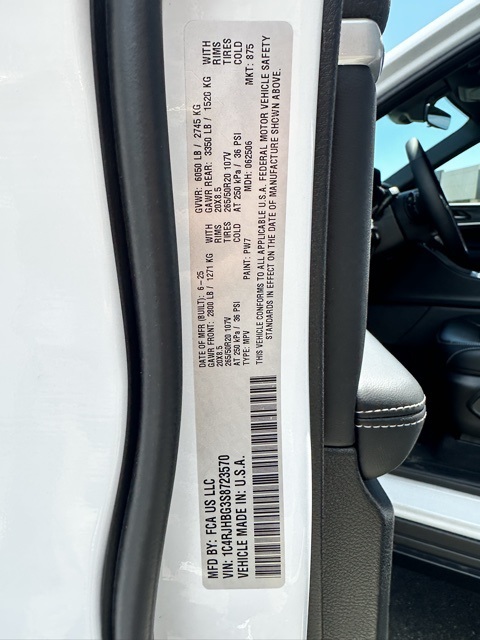 MFD BY: FCA US LLC
VIN: 1C4RJHBG3S8723570
VEHICLE MADE IN: U.S.A.
DATE OF MFR (BUILT): 6-25
GVWR: 6050 LB / 2745 KG
GAWR FRONT: 2800 LB / 1271 KG WITH
20X8.5 RIMS
265/50R20 107V TIRES
AT 250 kPa / 36 PSI COLD
GAWR REAR: 3350 LB / 1520 KG WITH
20X8.5 RIMS
265/50R20 107V TIRES
AT 250 kPa / 36 PSI COLD
TYPE: MPV PAINT: PW7 MDH: 062506 MKT: 875
THIS VEHICLE CONFORMS TO ALL APPLICABLE U.S.A. FEDERAL MOTOR VEHICLE SAFETY
STANDARDS IN EFFECT ON THE DATE OF MANUFACTURE SHOWN ABOVE.